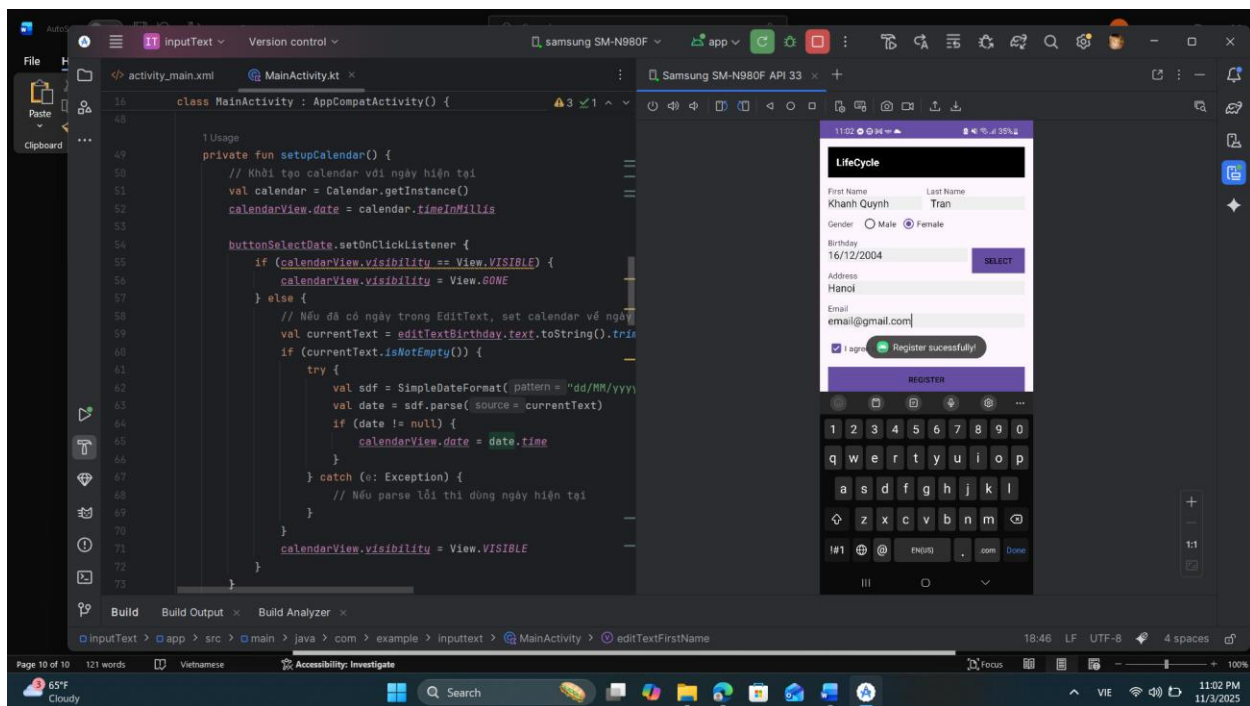 File
Paste
Clipboard
IT inputText
Version control
samsung SM-N980F
app
activity_main.xml
MainActivity.kt
Samsung SM-N980F API 33
16 class MainActivity : AppCompatActivity() {
3 1
48
1 Usage
49 private fun setupCalendar() {
50 // Khởi tạo calendar với ngày hiện tại
51 val calendar = Calendar.getInstance()
52 calendarView.date = calendar.timeInMillis
53
54 buttonSelectDate.setOnClickListener {
55 if (calendarView.visibility == View.VISIBLE) {
56 calendarView.visibility = View.GONE
57 } else {
58 // Nếu đã có ngày trong EditText, set calendar về ngày
59 val currentText = editTextBirthday.text.toString().trim
60 if (currentText.isNotEmpty()) {
61 try {
62 val sdf = SimpleDateFormat( pattern = "dd/MM/yyyy
63 val date = sdf.parse( source = currentText)
64 if (date != null) {
65 calendarView.date = date.time
66 }
67 } catch (e: Exception) {
68 // Nếu parse lỗi thì dùng ngày hiện tại
69 }
70 }
71 calendarView.visibility = View.VISIBLE
72 }
73 }
11:02
35%
LifeCycle
First Name Last Name
Khanh Quynh Tran
Gender Male Female
Birthday
16/12/2004
SELECT
Address
Hanoi
Email
email@gmail.com
I agre
Register sucessfully!
REGISTER
1 2 3 4 5 6 7 8 9 0
q w e r t y u i o p
a s d f g h j k l
z x c v b n m
!#1 @ EN(US) . .com Done
1:1
Build Build Output Build Analyzer
inputText > app > src > main > java > com > example > inputtext > MainActivity > editTextFirstName
18:46 LF UTF-8 4 spaces
Page 10 of 10 121 words Vietnamese Accessibility: Investigate
Focus
100%
3
65°F
Cloudy
Search
VIE
11:02 PM
11/3/2025